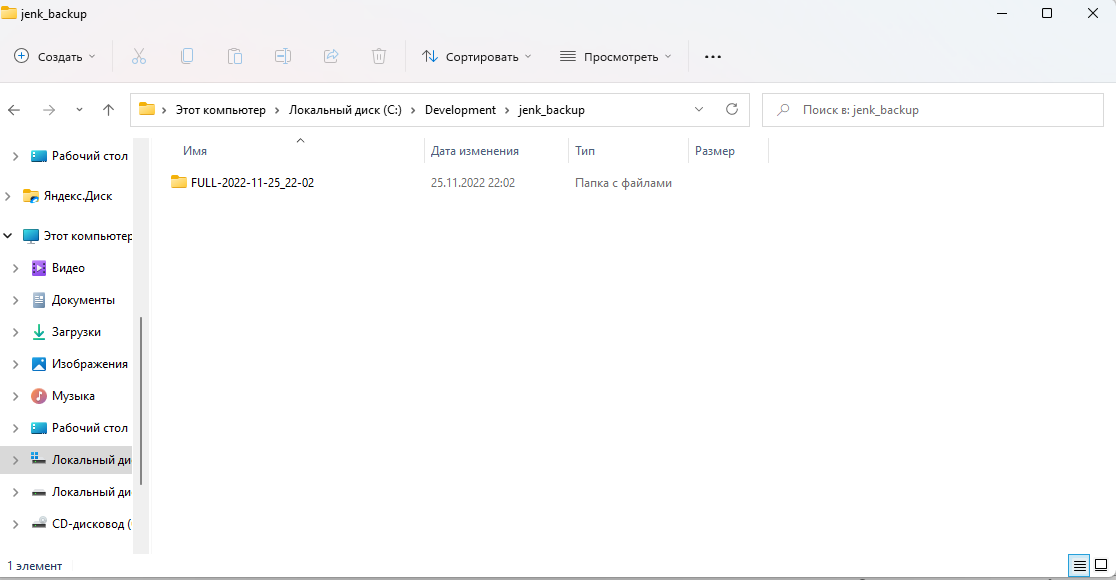 jenk_backup
Создать
Сортировать
Просмотреть
Этот компьютер
Локальный диск (C:)
Development
jenk_backup
Поиск в: jenk_backup
Рабочий стол
Яндекс.Диск
Этот компьютер
Видео
Документы
Загрузки
Изображения
Музыка
Рабочий стол
Локальный ди
Локальный ди
CD-дисковод (
Имя
Дата изменения
Тип
Размер
FULL-2022-11-25_22-02
25.11.2022 22:02
Папка с файлами
1 элемент